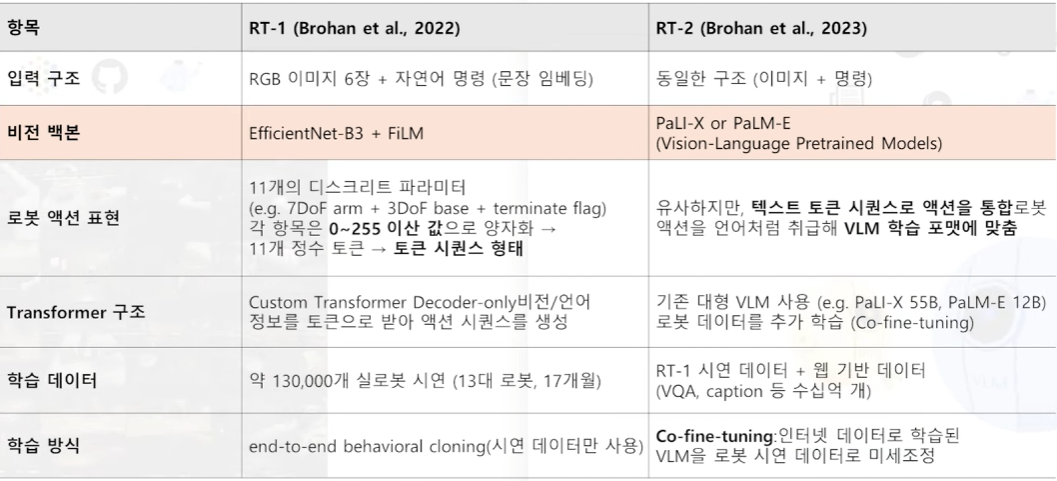 항목
RT-1 (Brohan et al., 2022)
RT-2 (Brohan et al., 2023)
입력 구조
RGB 이미지 6장 + 자연어 명령 (문장 임베딩)
동일한 구조 (이미지 + 명령)
비전 백본
EfficientNet-B3 + FiLM
PaLI-X or PaLM-E
(Vision-Language Pretrained Models)
로봇 액션 표현
11개의 디스크리트 파라미터
(e.g. 7DoF arm + 3DoF base + terminate flag)
각 항목은 0~255 이산 값으로 양자화 →
11개 정수 토큰 → 토큰 시퀀스 형태
유사하지만, 텍스트 토큰 시퀀스로 액션을 통합로봇
액션을 언어처럼 취급해 VLM 학습 포맷에 맞춤
Transformer 구조
Custom Transformer Decoder-only비전/언어
정보를 토큰으로 받아 액션 시퀀스를 생성
기존 대형 VLM 사용 (e.g. PaLI-X 55B, PaLM-E 12B)
로봇 데이터를 추가 학습 (Co-fine-tuning)
학습 데이터
약 130,000개 실로봇 시연 (13대 로봇, 17개월)
RT-1 시연 데이터 + 웹 기반 데이터
(VQA, caption 등 수십억 개)
학습 방식
end-to-end behavioral cloning(시연 데이터만 사용)
Co-fine-tuning:인터넷 데이터로 학습된
VLM을 로봇 시연 데이터로 미세조정